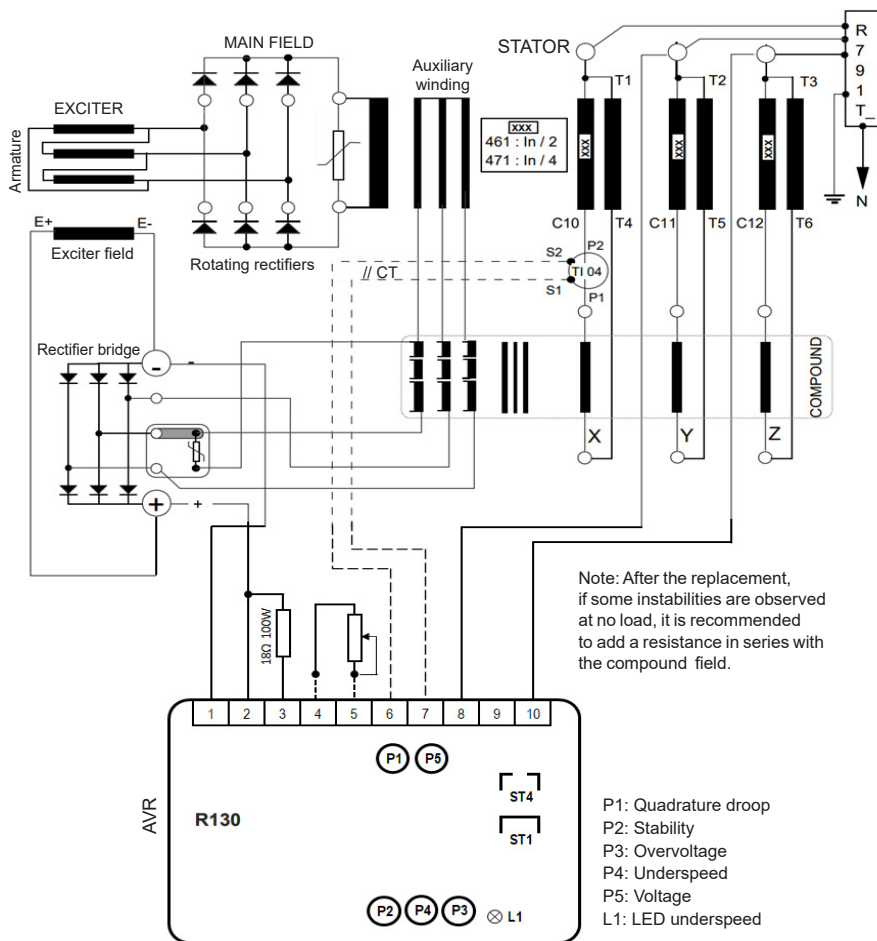 MAIN FIELD
STATOR
R
7
9
1
T_
N
Auxiliary
winding
EXCITER
Armature
xxx
461 : In / 2
471 : In / 4
T1
T2
T3
xxx
xxx
xxx
C10
T4
C11
T5
C12
T6
E+
E-
Exciter field
Rotating rectifiers
// CT
S2
P2
TI 04
S1
P1
Rectifier bridge
-
-
COMPOUND
X
Y
Z
+
+
18Ω 100W
Note: After the replacement,
if some instabilities are observed
at no load, it is recommended
to add a resistance in series with
the compound field.
1
2
3
4
5
6
7
8
9
10
P1
P5
ST4
ST1
AVR
R130
P2
P4
P3
L1
P1: Quadrature droop
P2: Stability
P3: Overvoltage
P4: Underspeed
P5: Voltage
L1: LED underspeed